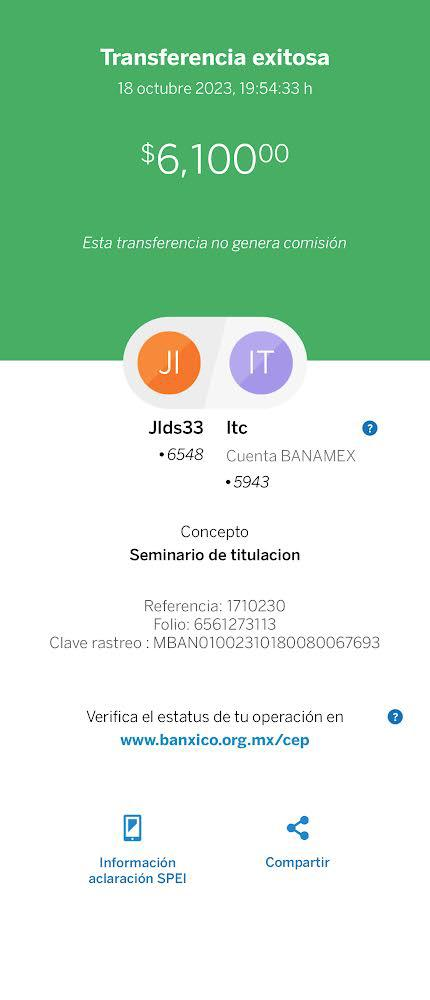 Transferencia exitosa
18 octubre 2023, 19:54:33 h
$6,100⁰⁰
Esta transferencia no genera comisión
JI IT
Jlds33 Itc
?
•6548 Cuenta BANAMEX
•5943
Concepto
Seminario de titulacion
Referencia: 1710230
Folio: 6561273113
Clave rastreo : MBAN01002310180080067693
Verifica el estatus de tu operación en
?
www.banxico.org.mx/cep
Información
aclaración SPEI
Compartir